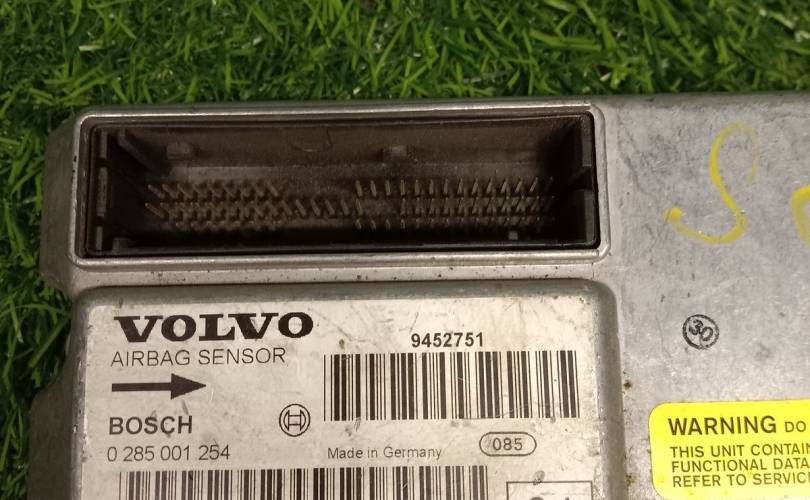 VOLVO
AIRBAG SENSOR
9452751
BOSCH
0 285 001 254
Made in Germany
085
30
WARNING DO
THIS UNIT CONTAIN
FUNCTIONAL DATA
REFER TO SERVIC